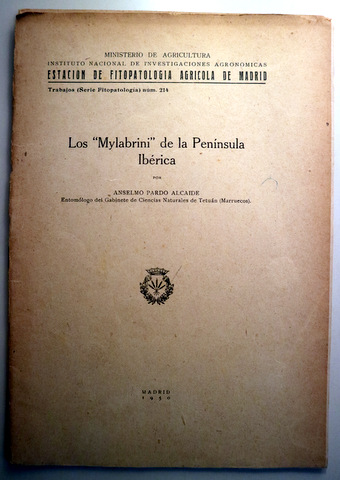 MINISTERIO DE AGRICULTURA
INSTITUTO NACIONAL DE INVESTIGACIONES AGRONÓMICAS
ESTACION DE FITOPATOLOGIA AGRICOLA DE MADRID
Trabajos (Serie Fitopatología) núm. 214
Los "Mylabrini" de la Península
Ibérica
POR
ANSELMO PARDO ALCAIDE
Entomólogo del Gabinete de Ciencias Naturales de Tetuán (Marruecos).
MADRID
1950